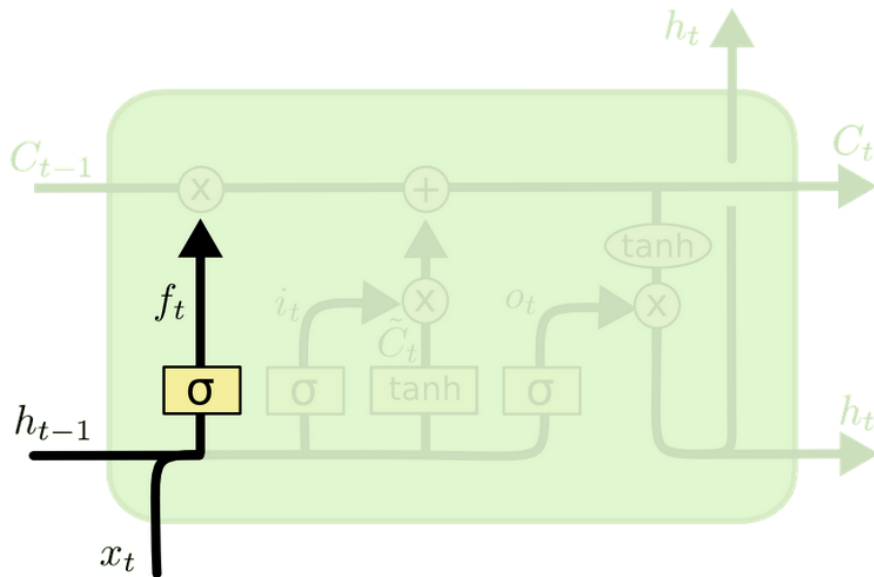 h_t
C_{t-1}
C_t
x
+
tanh
f_t
i_t
x
o_t
x
C̃_t
σ
σ
tanh
σ
h_{t-1}
h_t
x_t